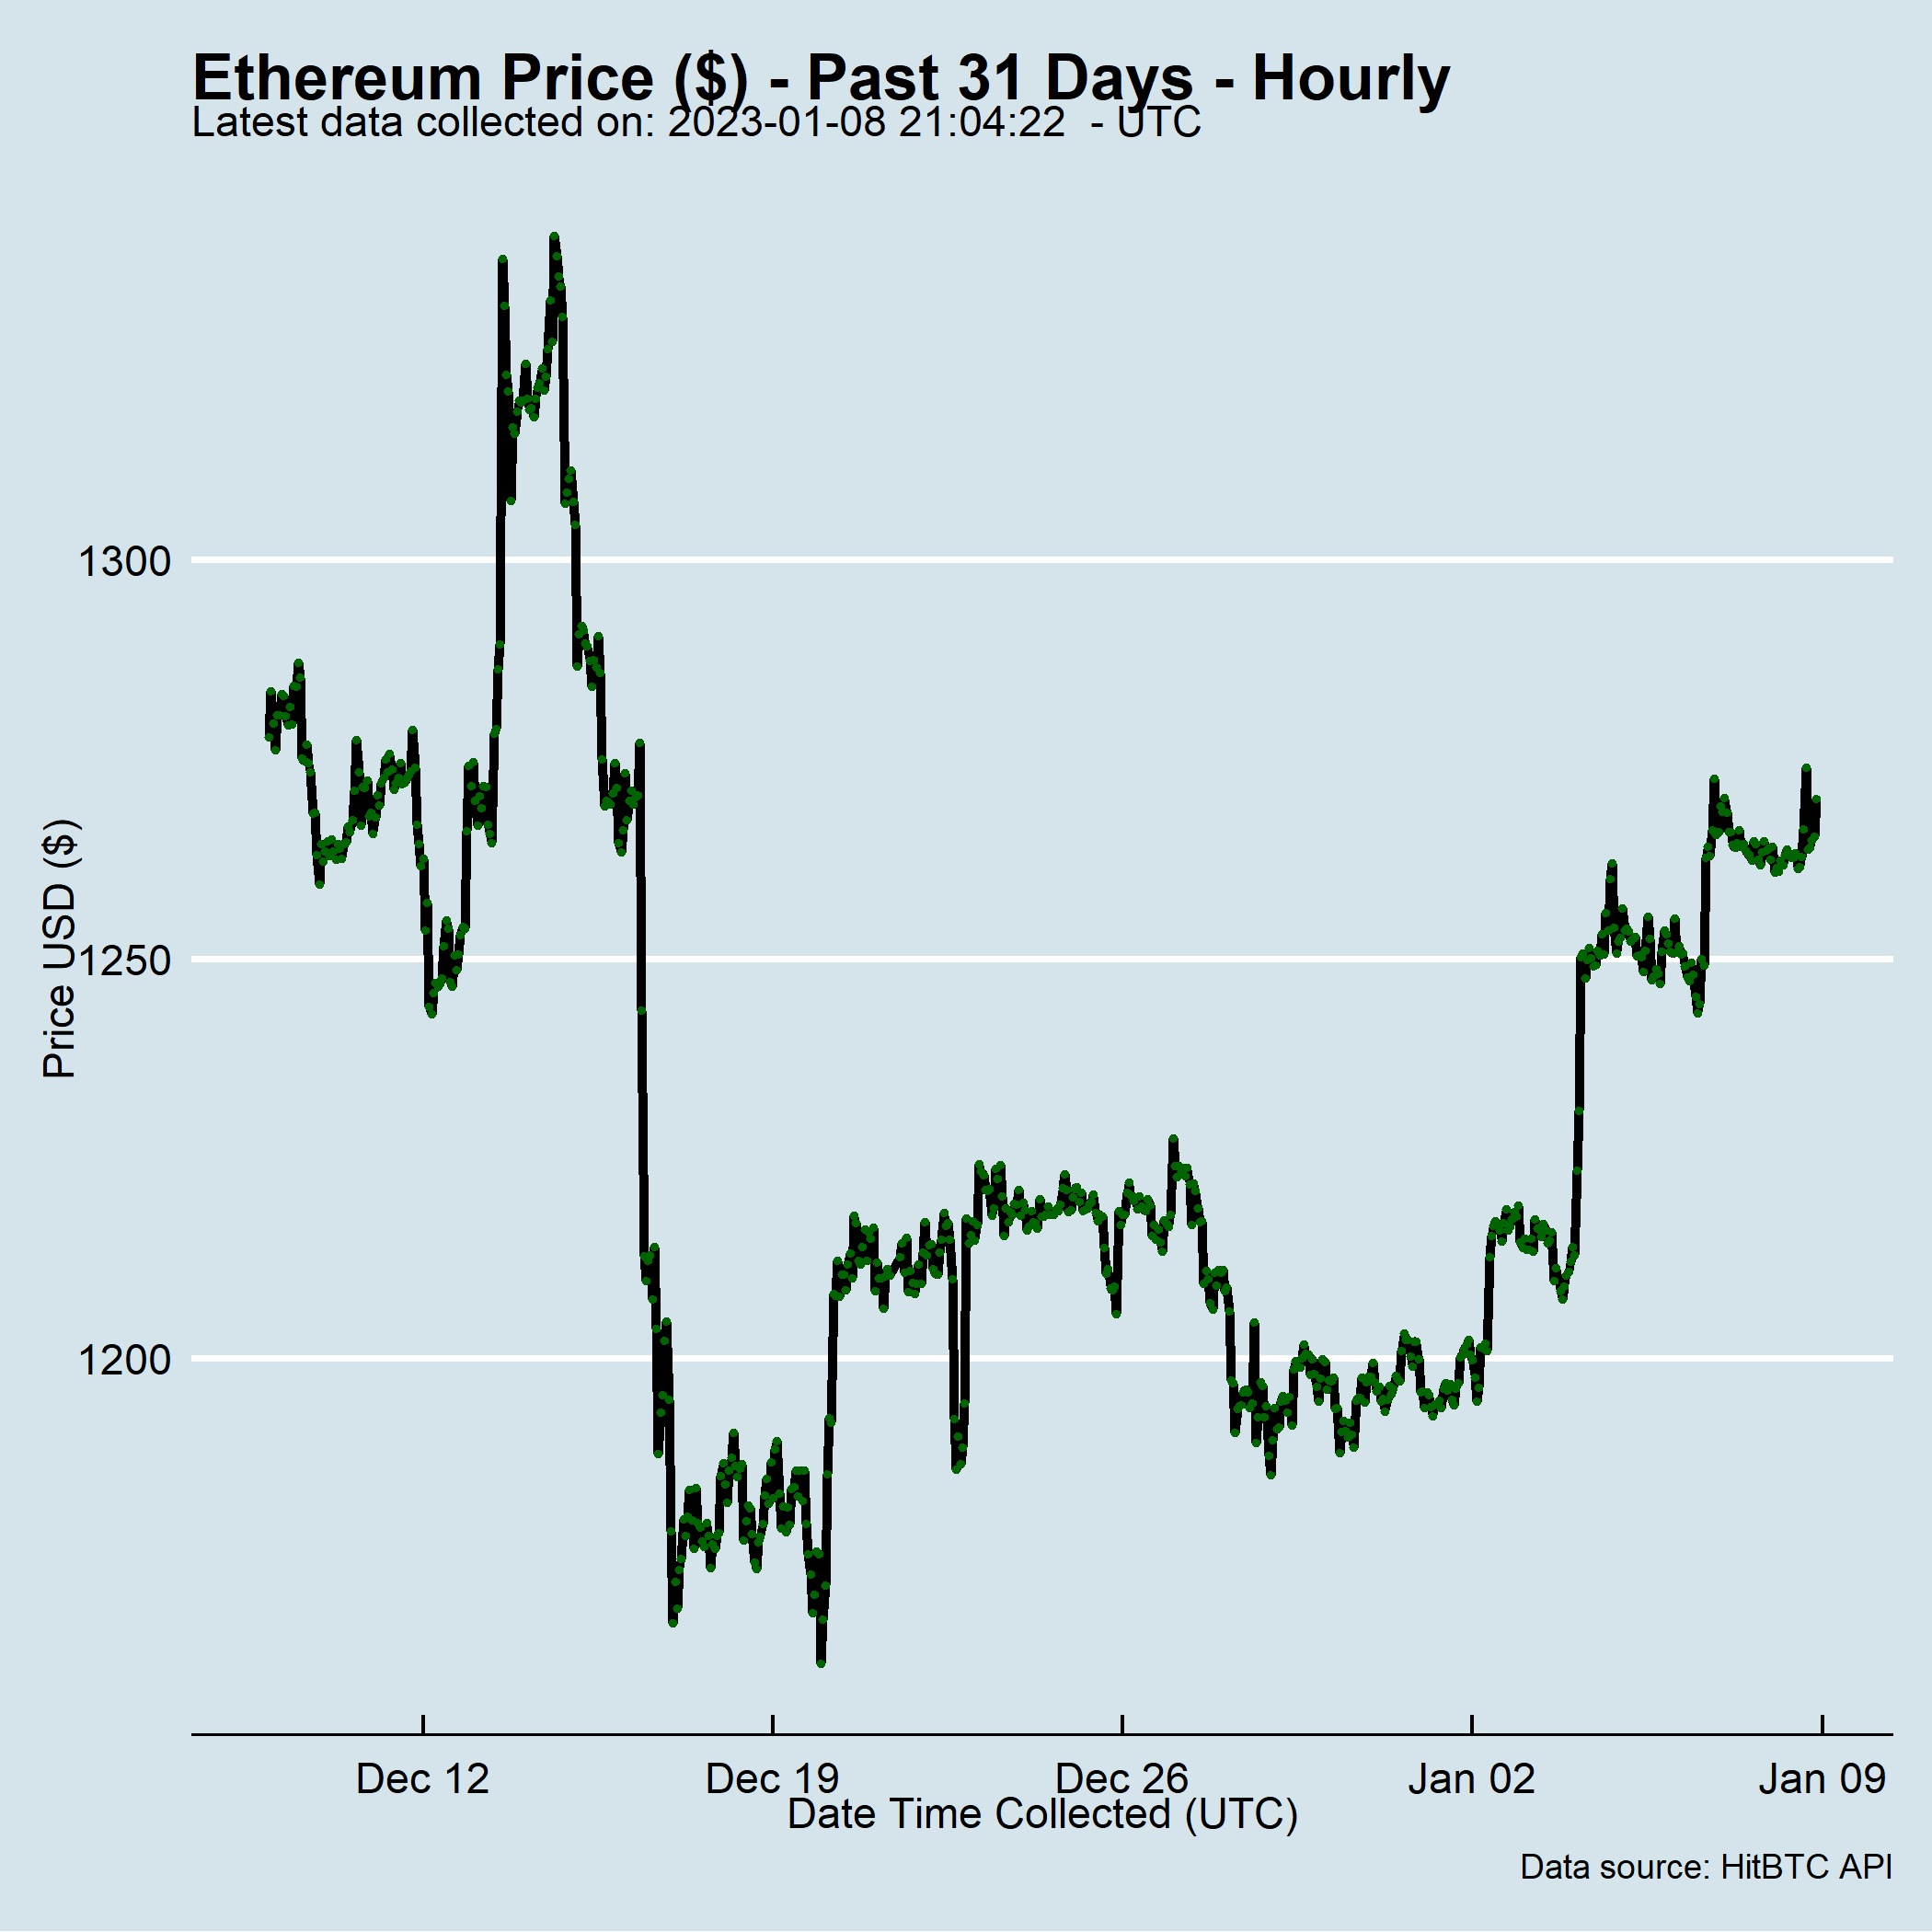 Ethereum Price ($) - Past 31 Days - Hourly
Latest data collected on: 2023-01-08 21:04:22  - UTC
Price USD ($)
1300
1250
1200
Dec 12
Dec 19
Dec 26
Jan 02
Jan 09
Date Time Collected (UTC)
Data source: HitBTC API